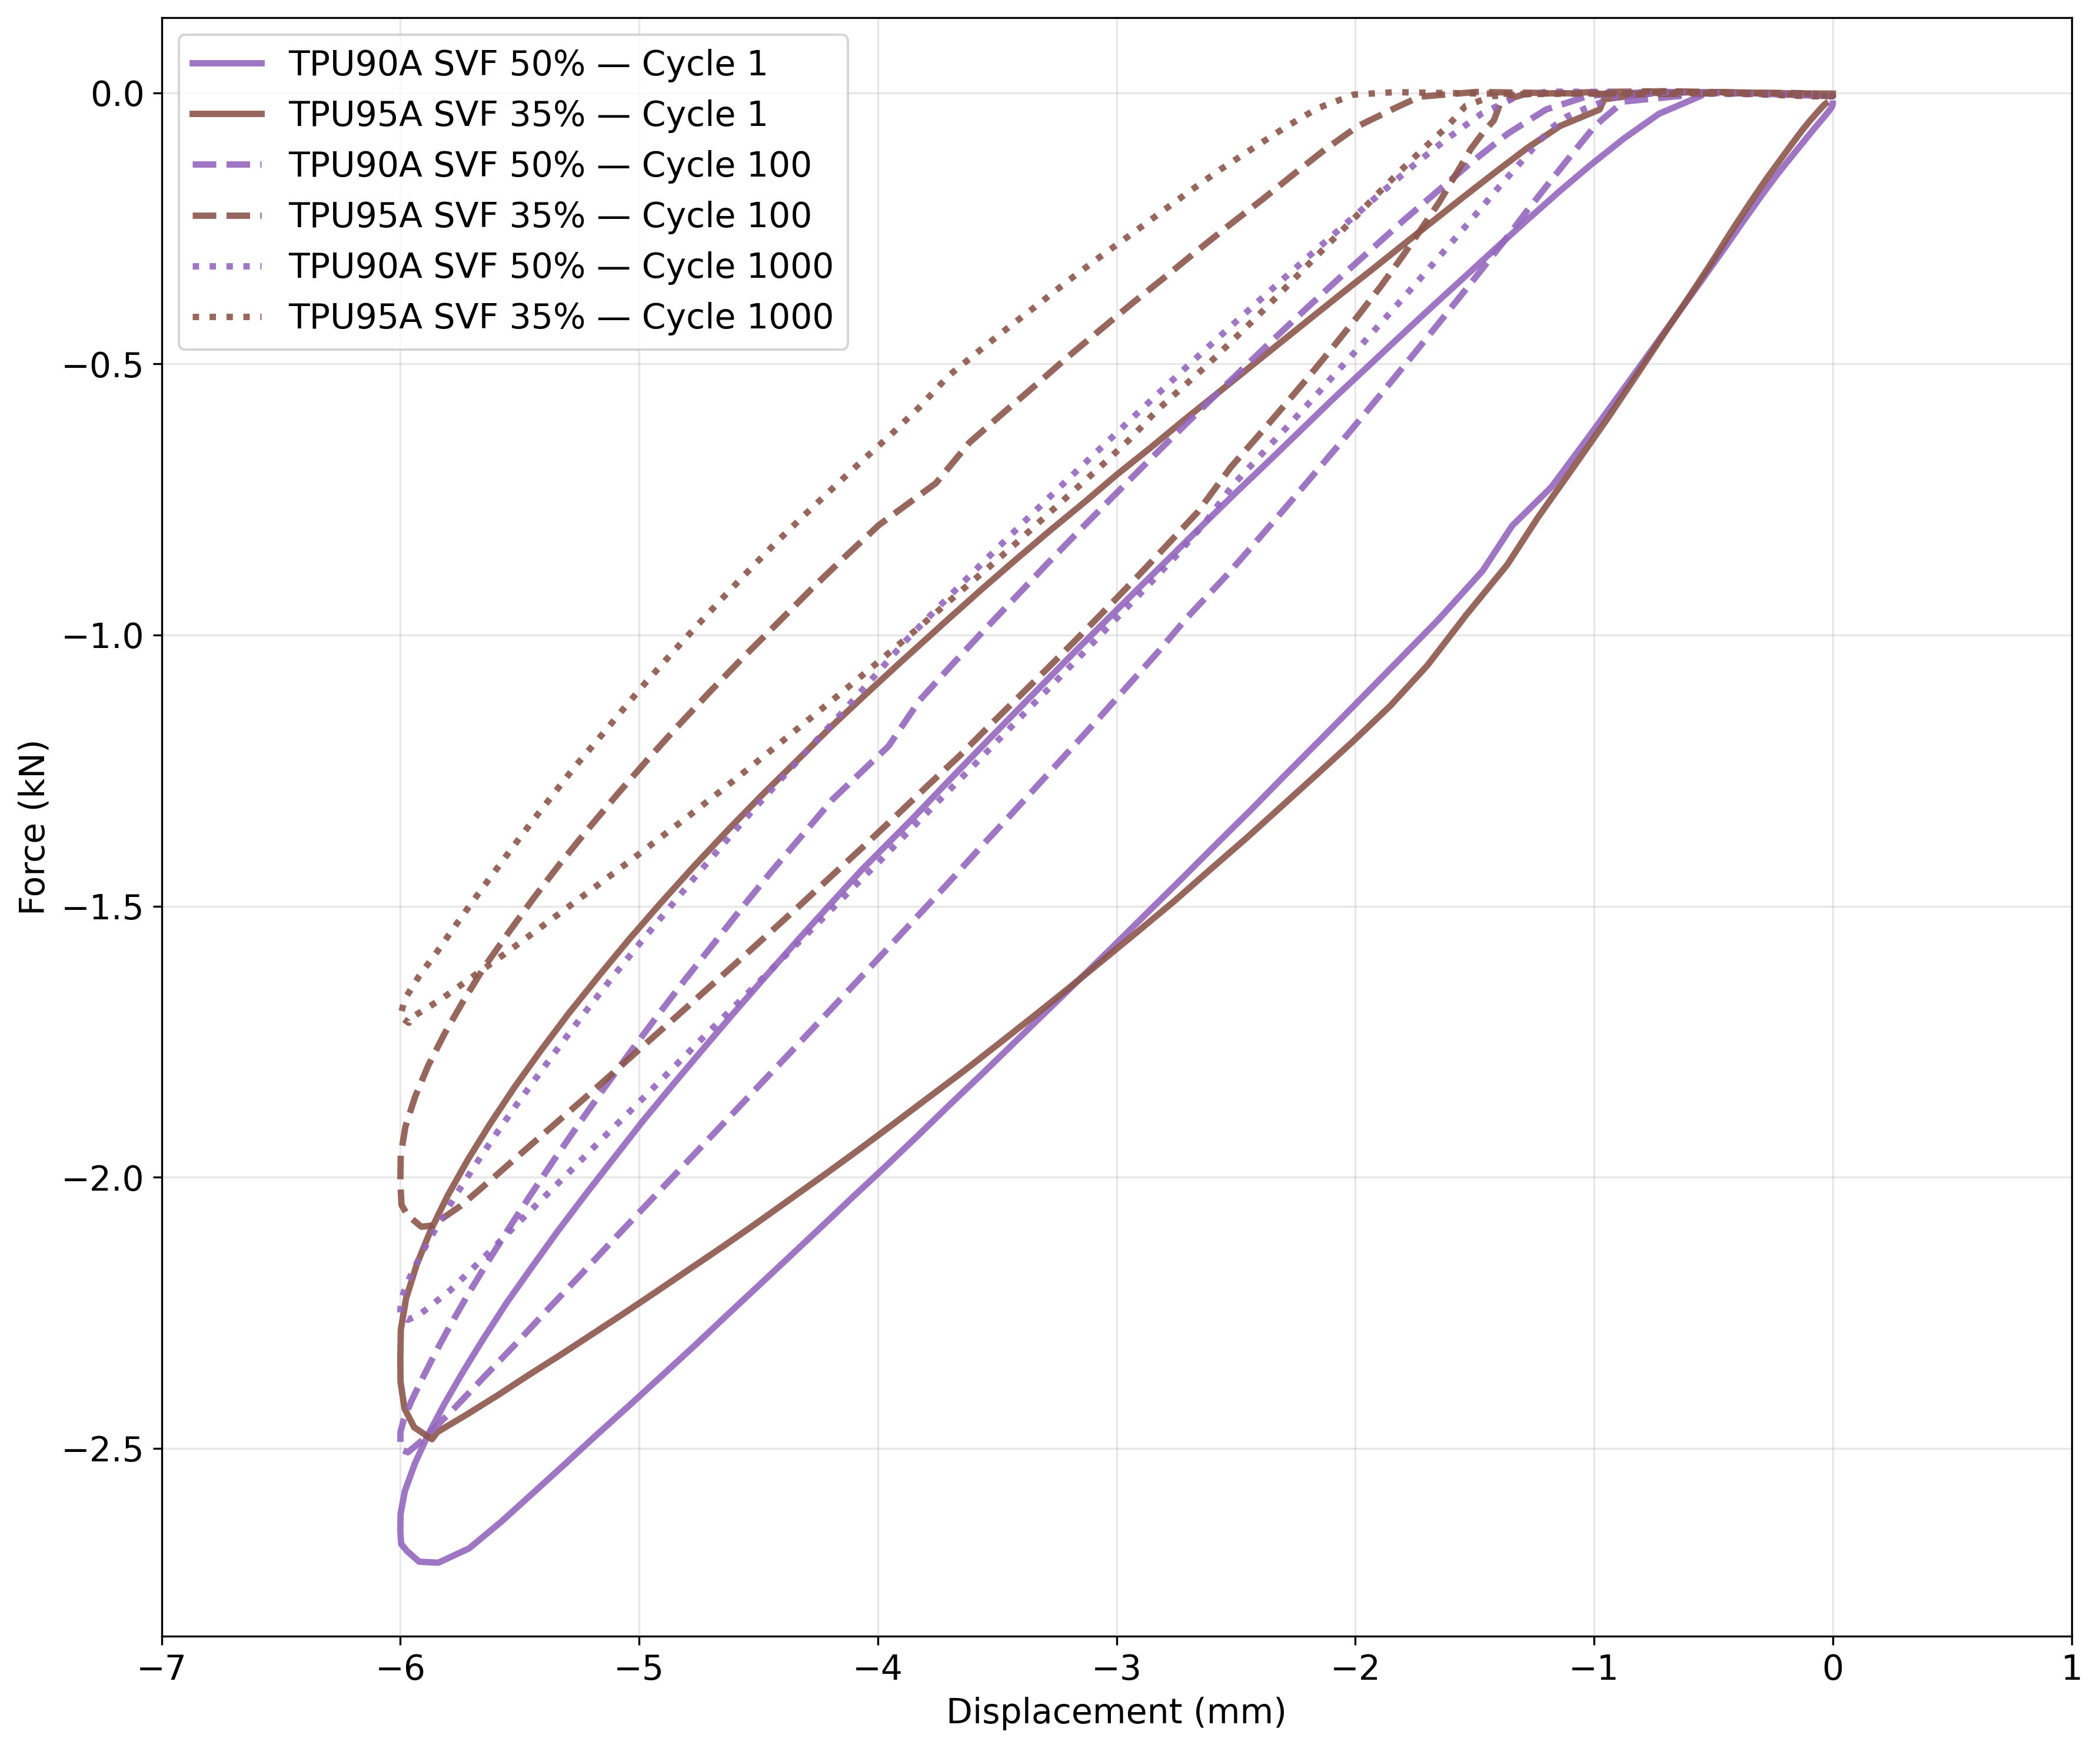 TPU90A SVF 50% — Cycle 1
TPU95A SVF 35% — Cycle 1
TPU90A SVF 50% — Cycle 100
TPU95A SVF 35% — Cycle 100
TPU90A SVF 50% — Cycle 1000
TPU95A SVF 35% — Cycle 1000
0.0
−0.5
−1.0
−1.5
−2.0
−2.5
Force (kN)
−7 −6 −5 −4 −3 −2 −1 0 1
Displacement (mm)